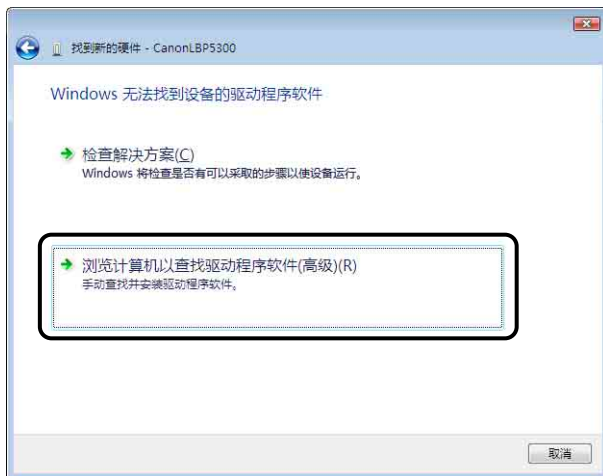 找到新的硬件 - CanonLBP5300
Windows 无法找到设备的驱动程序软件
检查解决方案(C)
Windows 将检查是否有可以采取的步骤以使设备运行。
浏览计算机以查找驱动程序软件(高级)(R)
手动查找并安装驱动程序软件。
取消